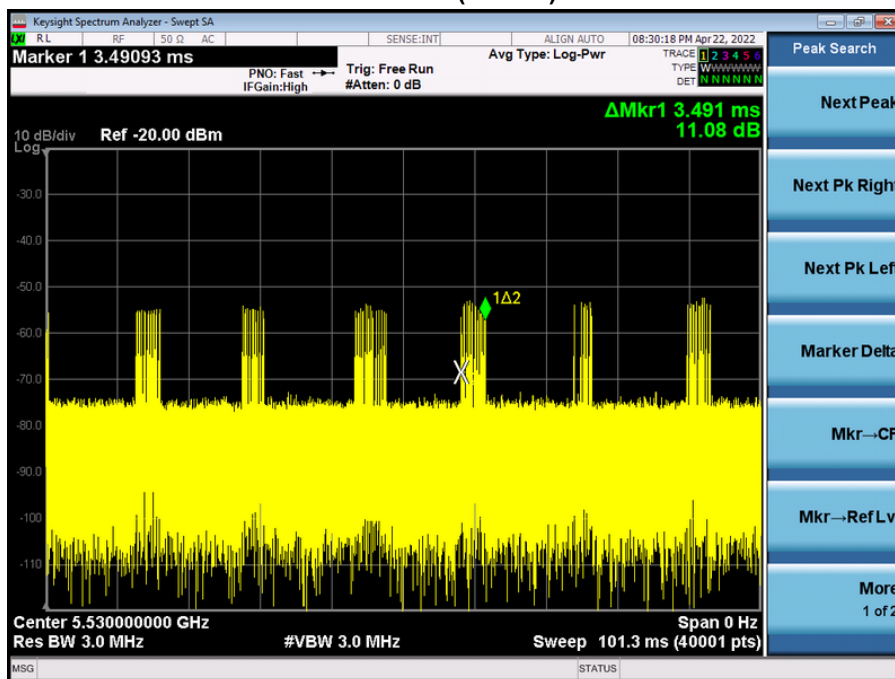 Keysight Spectrum Analyzer - Swept SA
LXI RL RF 50 Ω AC SENSE:INT ALIGN AUTO 08:30:18 PM Apr 22, 2022
Marker 1 3.49093 ms
PNO: Fast
IFGain:High
Trig: Free Run
#Atten: 0 dB
Avg Type: Log-Pwr
TRACE 1 2 3 4 5 6
TYPE WWWWWW
DET N N N N N N
Peak Search
ΔMkr1 3.491 ms
11.08 dB
10 dB/div Ref -20.00 dBm
Log
-30.0
-40.0
-50.0
-60.0
-70.0
-80.0
-90.0
-100
-110
1Δ2
X
Center 5.530000000 GHz
Span 0 Hz
Res BW 3.0 MHz
#VBW 3.0 MHz
Sweep 101.3 ms (40001 pts)
MSG
STATUS
Next Peak
Next Pk Right
Next Pk Left
Marker Delta
Mkr→CF
Mkr→Ref Lv
More
1 of 2